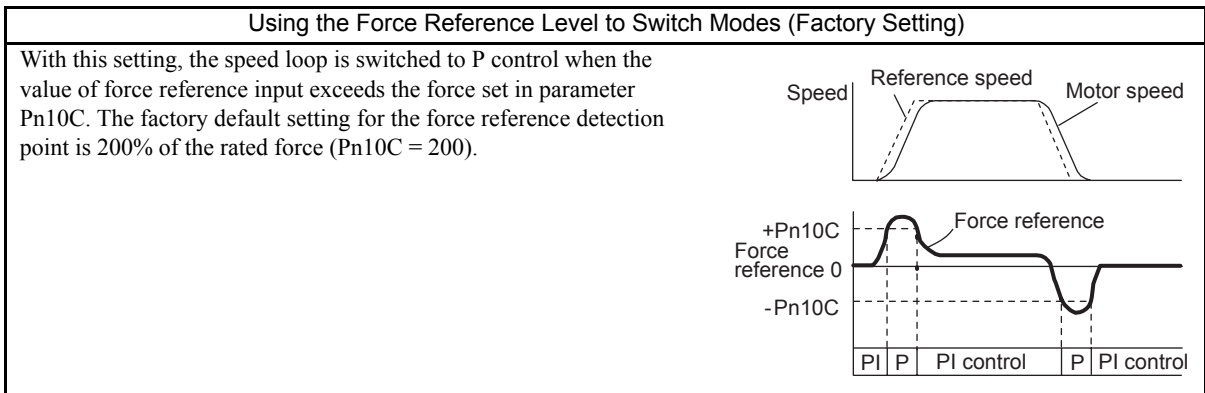 Using the Force Reference Level to Switch Modes (Factory Setting)
With this setting, the speed loop is switched to P control when the
value of force reference input exceeds the force set in parameter
Pn10C. The factory default setting for the force reference detection
point is 200% of the rated force (Pn10C = 200).
Speed
Reference speed
Motor speed
+Pn10C
Force reference
Force
reference 0
-Pn10C
PI P PI control P PI control